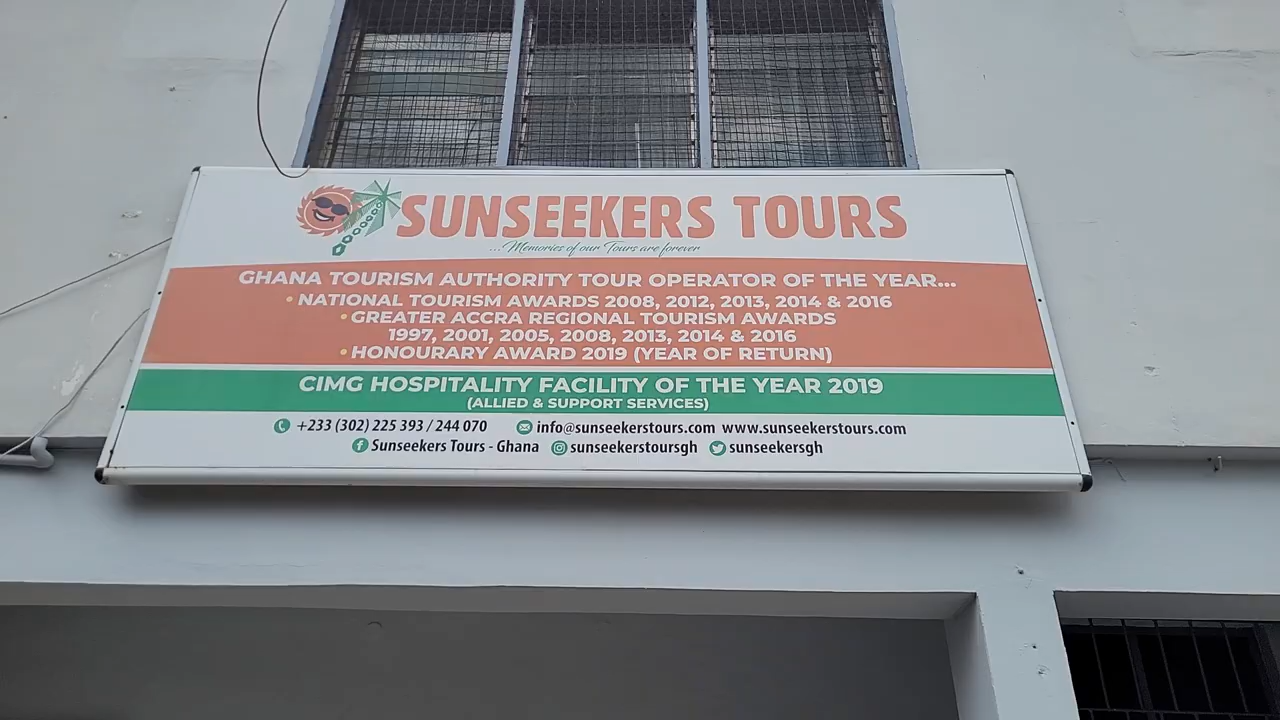 SUNSEEKERS TOURS
...Memories of our Tours are forever
GHANA TOURISM AUTHORITY TOUR OPERATOR OF THE YEAR...
• NATIONAL TOURISM AWARDS 2008, 2012, 2013, 2014 & 2016
• GREATER ACCRA REGIONAL TOURISM AWARDS
1997, 2001, 2005, 2008, 2013, 2014 & 2016
• HONOURARY AWARD 2019 (YEAR OF RETURN)
CIMG HOSPITALITY FACILITY OF THE YEAR 2019
(ALLIED & SUPPORT SERVICES)
+233 (302) 225 393 / 244 070 info@sunseekerstours.com www.sunseekerstours.com
Sunseekers Tours - Ghana sunseekerstoursgh sunseekersgh